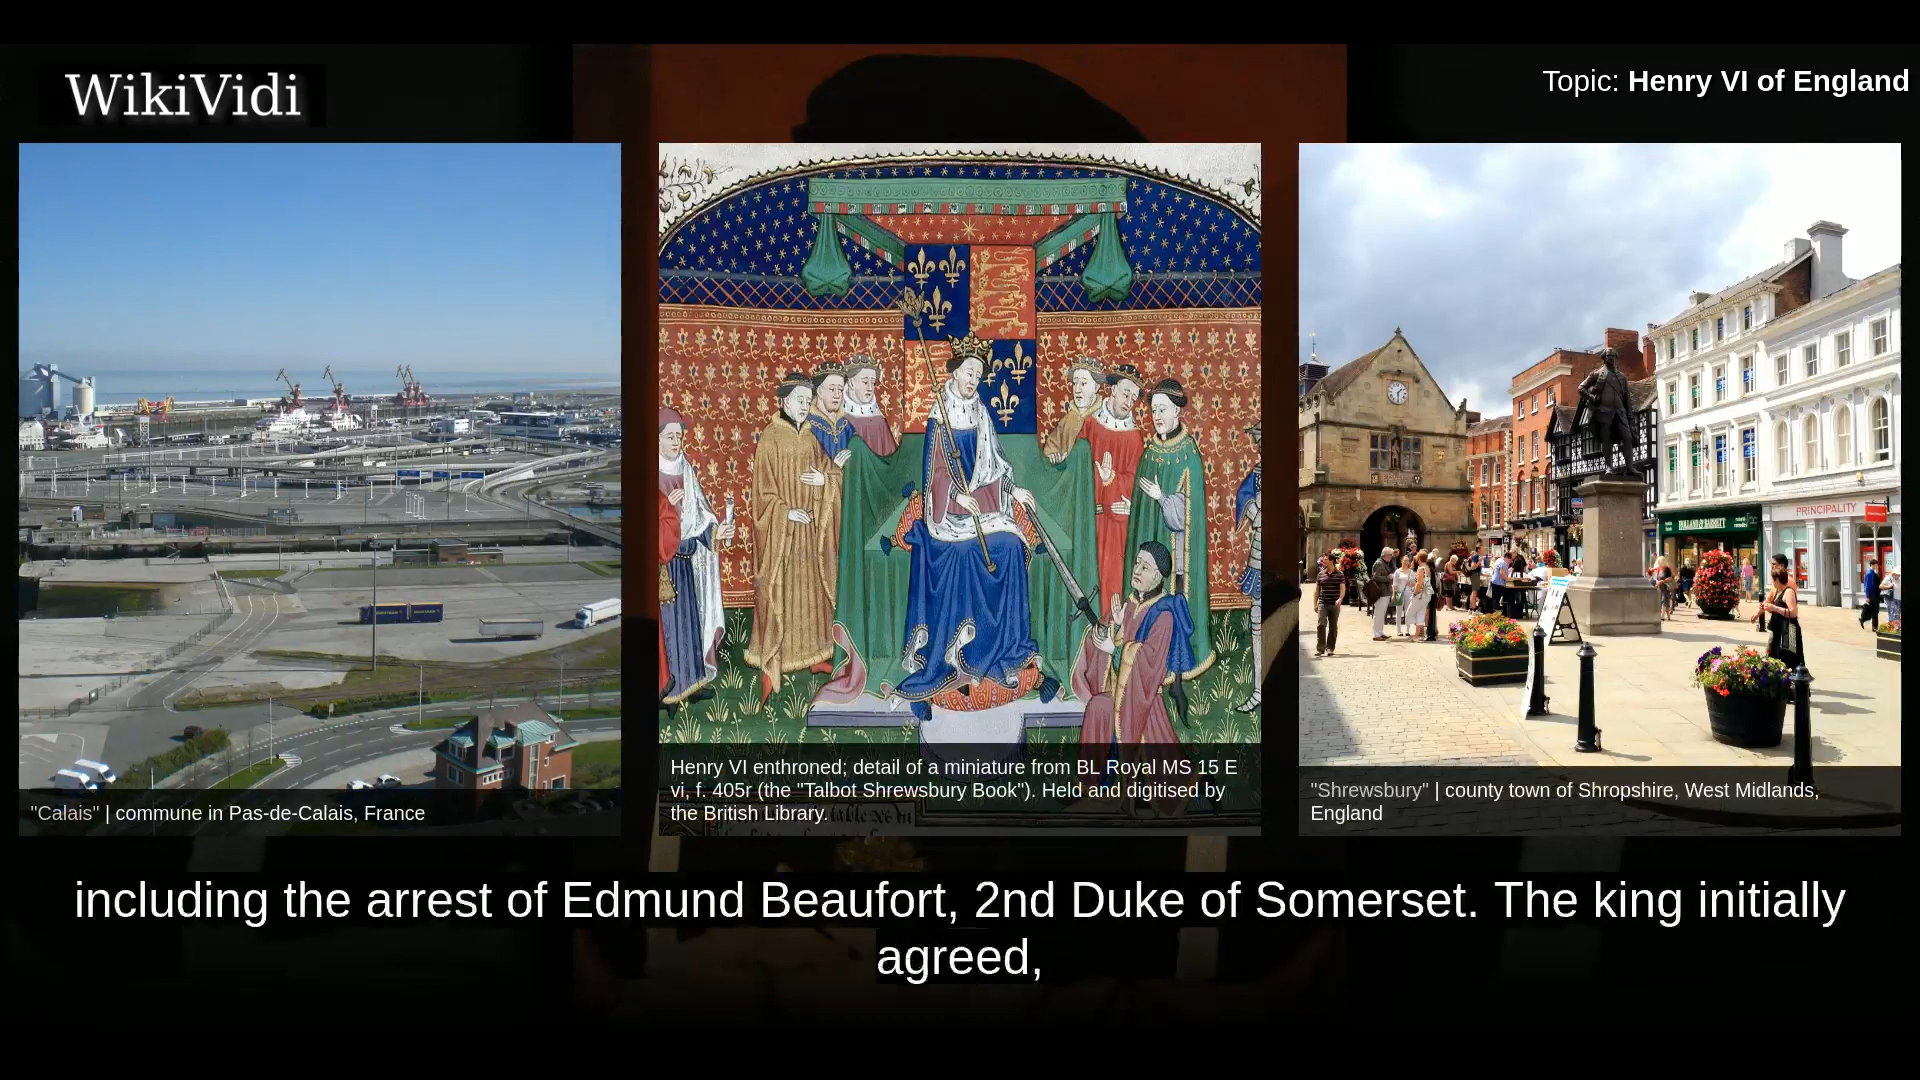 WikiVidi
Topic: Henry VI of England
HOLLAND & BARRETT
PRINCIPALITY
"Calais" | commune in Pas-de-Calais, France
Henry VI enthroned; detail of a miniature from BL Royal MS 15 E
vi, f. 405r (the "Talbot Shrewsbury Book"). Held and digitised by
the British Library.
"Shrewsbury" | county town of Shropshire, West Midlands,
England
including the arrest of Edmund Beaufort, 2nd Duke of Somerset. The king initially
agreed,